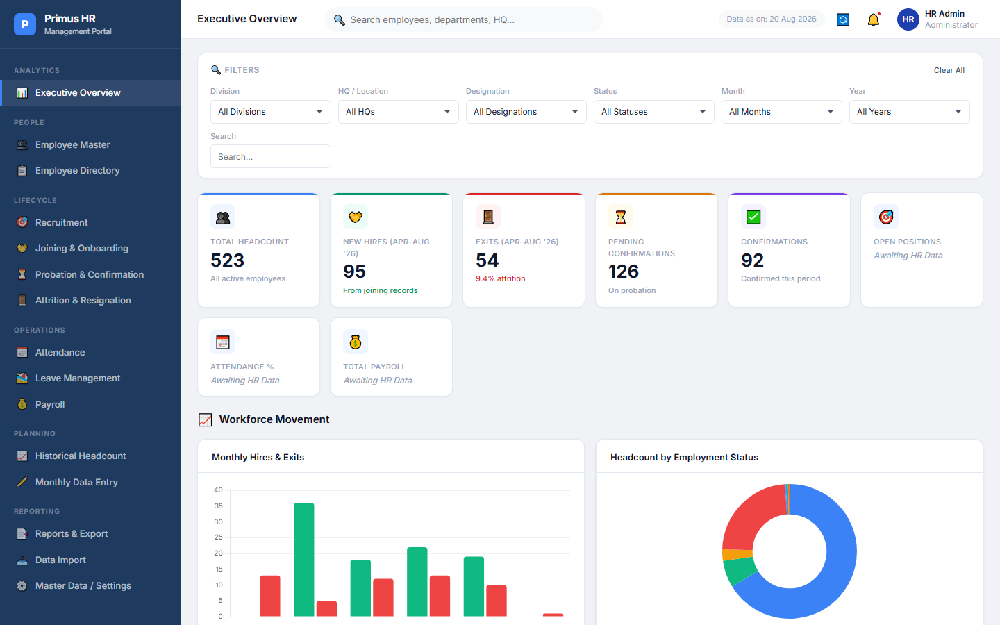 P
Primus HR
Management Portal
ANALYTICS
Executive Overview
PEOPLE
Employee Master
Employee Directory
LIFECYCLE
Recruitment
Joining & Onboarding
Probation & Confirmation
Attrition & Resignation
OPERATIONS
Attendance
Leave Management
Payroll
PLANNING
Historical Headcount
Monthly Data Entry
REPORTING
Reports & Export
Data Import
Master Data / Settings
Executive Overview
Search employees, departments, HQ...
Data as on: 20 Aug 2026
HR
HR Admin
Administrator
FILTERS
Clear All
Division
HQ / Location
Designation
Status
Month
Year
All Divisions
All HQs
All Designations
All Statuses
All Months
All Years
Search
Search...
TOTAL HEADCOUNT
523
All active employees
NEW HIRES (APR–AUG
'26)
95
From joining records
EXITS (APR–AUG '26)
54
9.4% attrition
PENDING
CONFIRMATIONS
126
On probation
CONFIRMATIONS
92
Confirmed this period
OPEN POSITIONS
Awaiting HR Data
ATTENDANCE %
Awaiting HR Data
TOTAL PAYROLL
Awaiting HR Data
Workforce Movement
Monthly Hires & Exits
40
35
30
25
20
15
10
5
0
Headcount by Employment Status